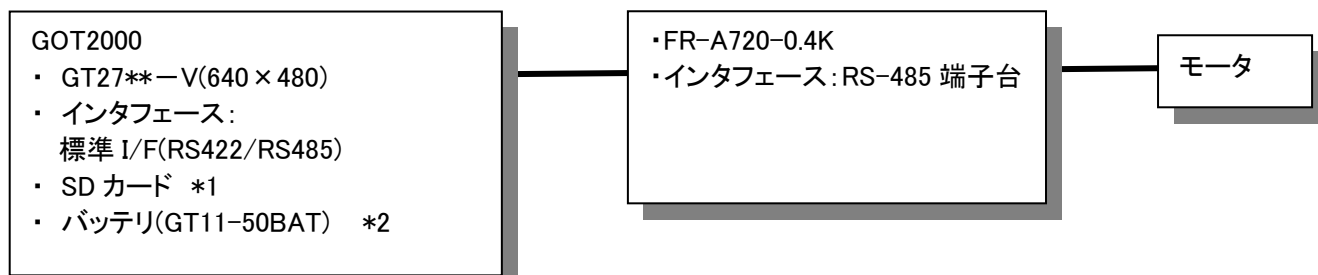 GOT2000
・ GT27**－V(640×480)
・ インタフェース：
標準 I/F(RS422/RS485)
・ SD カード *1
・ バッテリ(GT11-50BAT) *2
・FR-A720-0.4K
・インタフェース：RS-485 端子台
モータ